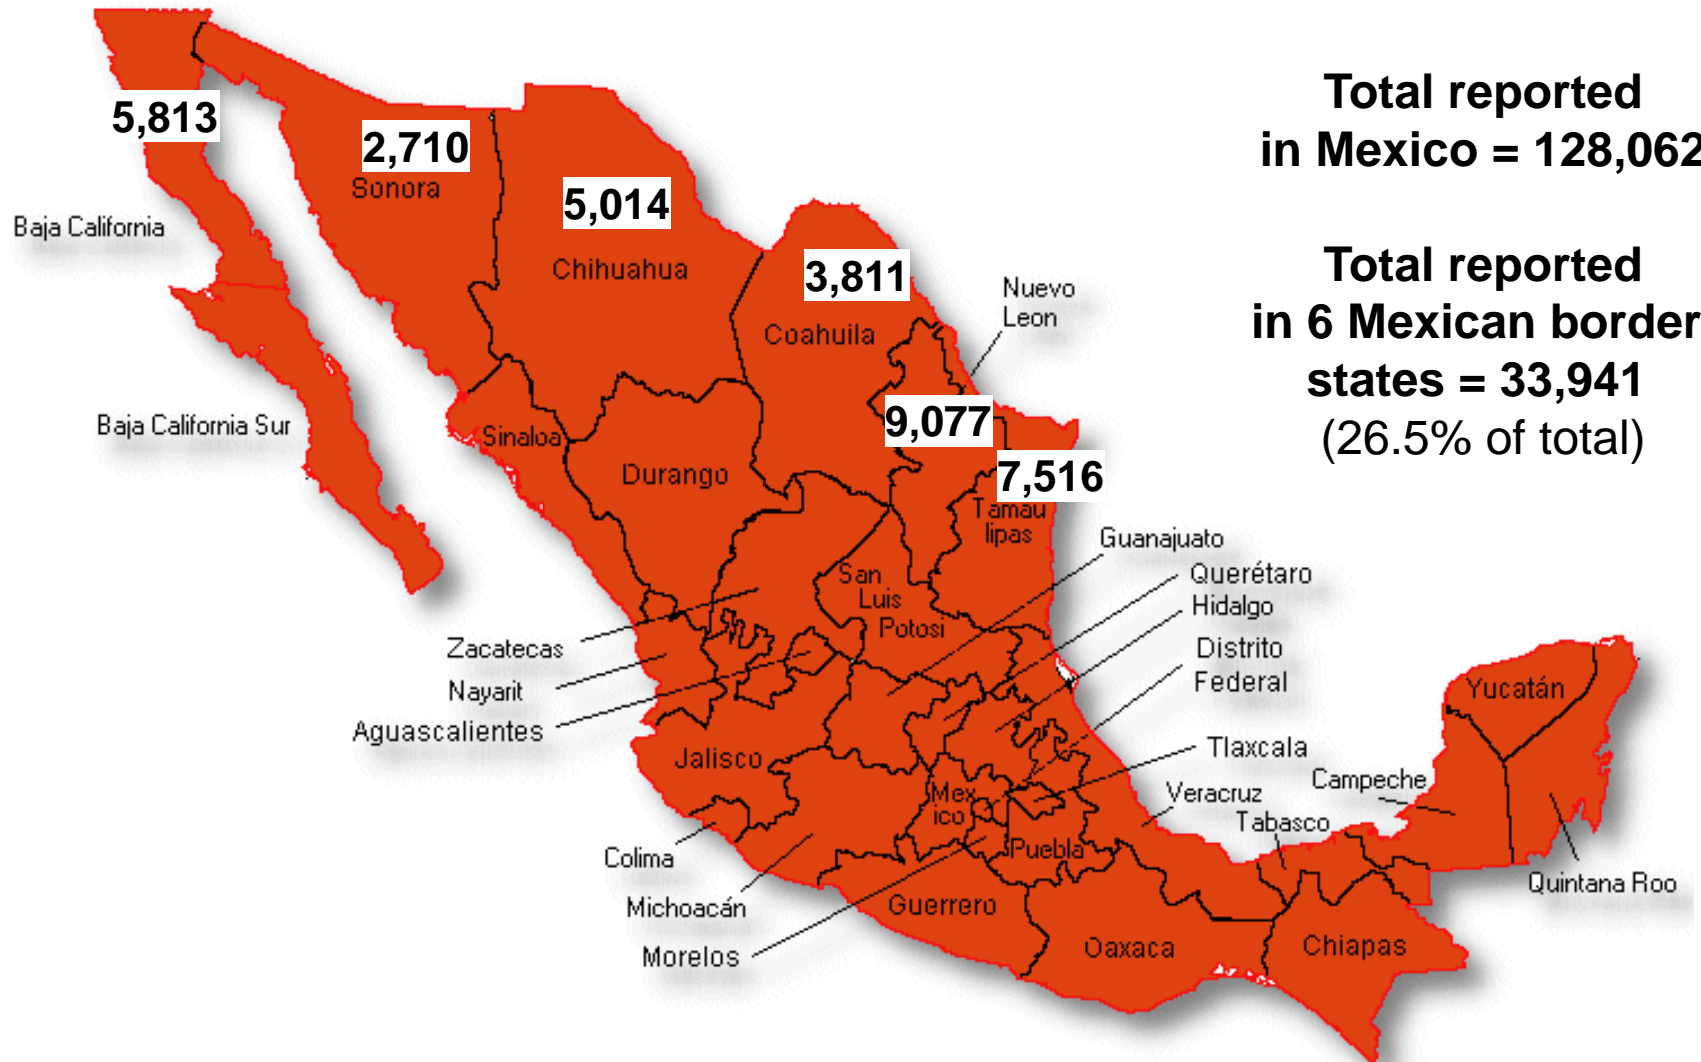 Total reported
in Mexico = 128,062
Total reported
in 6 Mexican border
states = 33,941
(26.5% of total)
5,813
2,710
Sonora
5,014
Chihuahua
3,811
Coahuila
Nuevo
Leon
9,077
7,516
Tamau
lipas
Baja California
Baja California Sur
Sinaloa
Durango
San
Luis
Potosi
Guanajuato
Querétaro
Hidalgo
Distrito
Federal
Zacatecas
Nayarit
Aguascalientes
Jalisco
Tlaxcala
Veracruz
Campeche
Tabasco
Yucatán
Quintana Roo
Mex
ico
Puebla
Colima
Michoacán
Morelos
Guerrero
Oaxaca
Chiapas